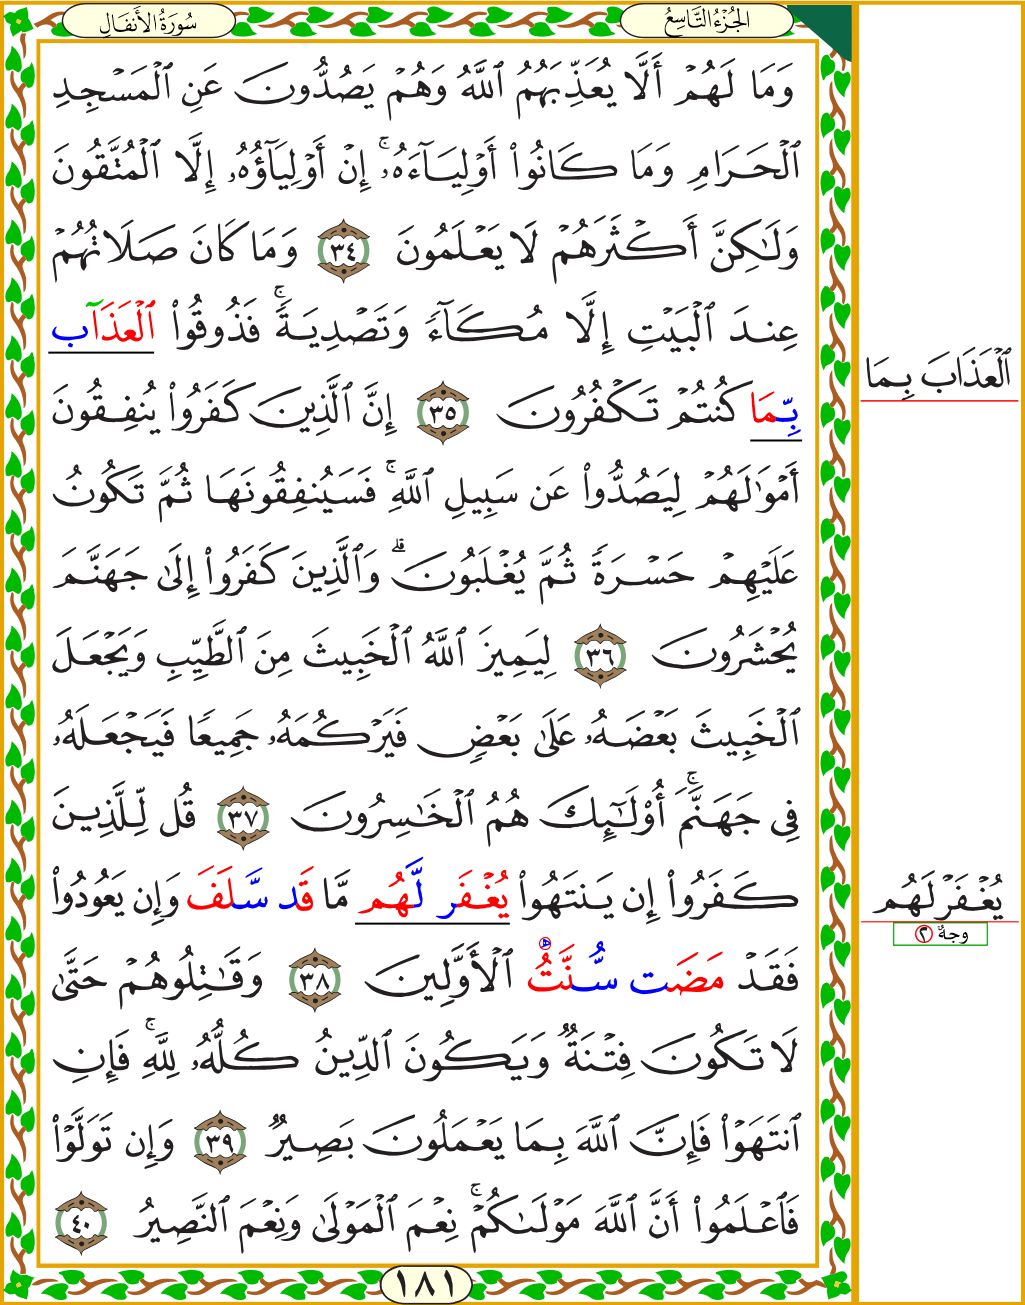 الجُزْءُ التَّاسِعُ
سُورَةُ الأَنفَالِ
وَمَا لَهُمْ أَلَّا يُعَذِّبَهُمُ ٱللَّهُ وَهُمْ يَصُدُّونَ عَنِ ٱلْمَسْجِدِ
ٱلْحَرَامِ وَمَا كَانُوا۟ أَوْلِيَآءَهُۥٓ ۚ إِنْ أَوْلِيَآؤُهُۥ إِلَّا ٱلْمُتَّقُونَ
وَلَـٰكِنَّ أَكْثَرَهُمْ لَا يَعْلَمُونَ ٣٤ وَمَا كَانَ صَلَاتُهُمْ
عِندَ ٱلْبَيْتِ إِلَّا مُكَآءً وَتَصْدِيَةً ۚ فَذُوقُوا۟ ٱلْعَذَآب
بِّمَا كُنتُمْ تَكْفُرُونَ ٣٥ إِنَّ ٱلَّذِينَ كَفَرُوا۟ يُنفِقُونَ
أَمْوَٰلَهُمْ لِيَصُدُّوا۟ عَن سَبِيلِ ٱللَّهِ ۚ فَسَيُنفِقُونَهَا ثُمَّ تَكُونُ
عَلَيْهِمْ حَسْرَةً ثُمَّ يُغْلَبُونَ ۗ وَٱلَّذِينَ كَفَرُوا۟ إِلَىٰ جَهَنَّمَ
يُحْشَرُونَ ٣٦ لِيَمِيزَ ٱللَّهُ ٱلْخَبِيثَ مِنَ ٱلطَّيِّبِ وَيَجْعَلَ
ٱلْخَبِيثَ بَعْضَهُۥ عَلَىٰ بَعْضٍ فَيَرْكُمَهُۥ جَمِيعًا فَيَجْعَلَهُۥ
فِى جَهَنَّمَ ۚ أُو۟لَـٰٓئِكَ هُمُ ٱلْخَـٰسِرُونَ ٣٧ قُل لِّلَّذِينَ
كَفَرُوٓا۟ إِن يَنتَهُوا۟ يُغْفَر لَّهُم مَّا قَد سَّلَفَ وَإِن يَعُودُوا۟
فَقَدْ مَضَت سُّنَّتُ ٱلْأَوَّلِينَ ٣٨ وَقَـٰتِلُوهُمْ حَتَّىٰ
لَا تَكُونَ فِتْنَةٌ وَيَكُونَ ٱلدِّينُ كُلُّهُۥ لِلَّهِ ۚ فَإِنِ
ٱنتَهَوْا۟ فَإِنَّ ٱللَّهَ بِمَا يَعْمَلُونَ بَصِيرٌ ٣٩ وَإِن تَوَلَّوْا۟
فَٱعْلَمُوٓا۟ أَنَّ ٱللَّهَ مَوْلَىٰكُمْ ۚ نِعْمَ ٱلْمَوْلَىٰ وَنِعْمَ ٱلنَّصِيرُ ٤٠
١٨١
ٱلْعَذَابَ بِمَا
يُغْفَرْ لَهُم
وجهٌ ٢